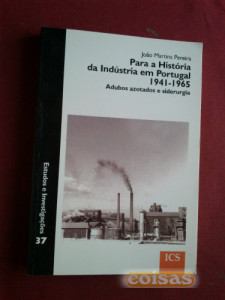 João Martins Pereira
Para a História
da Indústria em Portugal
1941-1965
Adubos azotados e siderurgia
Estudos e Investigações
37
ICS
coisas